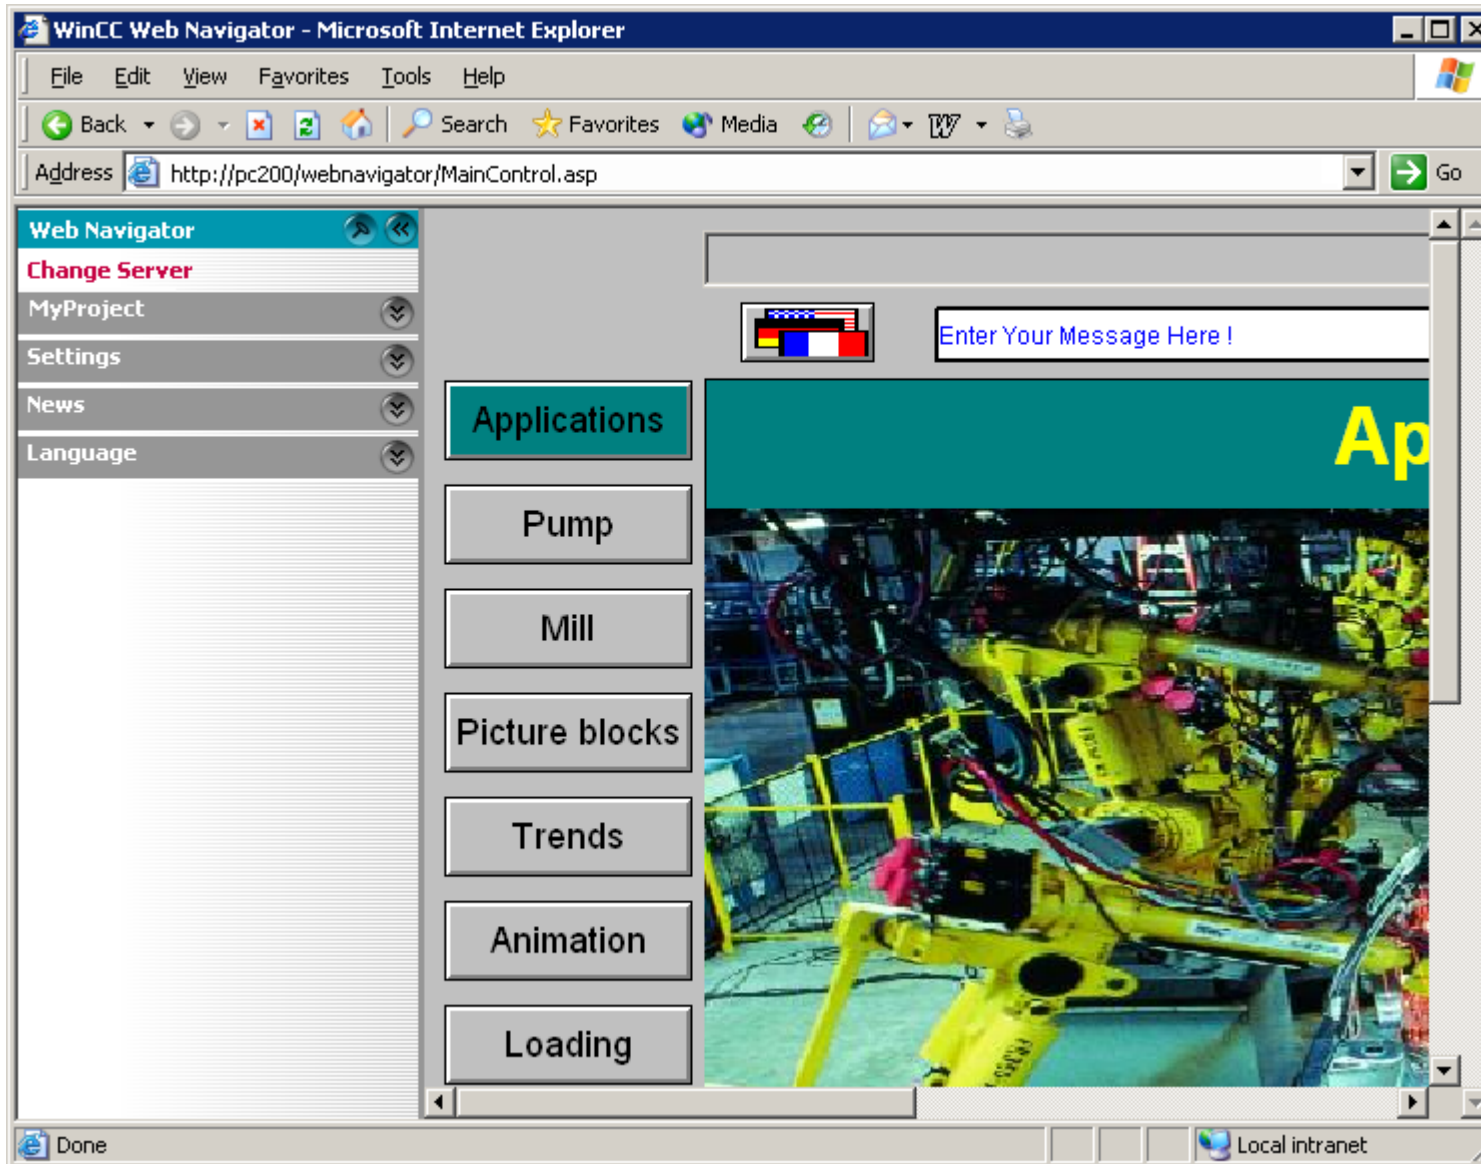 WinCC Web Navigator - Microsoft Internet Explorer
File Edit View Favorites Tools Help
Back Search Favorites Media
Address http://pc200/webnavigator/MainControl.asp Go
Web Navigator
Change Server
MyProject
Settings
News
Language
Enter Your Message Here !
Ap
Applications
Pump
Mill
Picture blocks
Trends
Animation
Loading
Done Local intranet